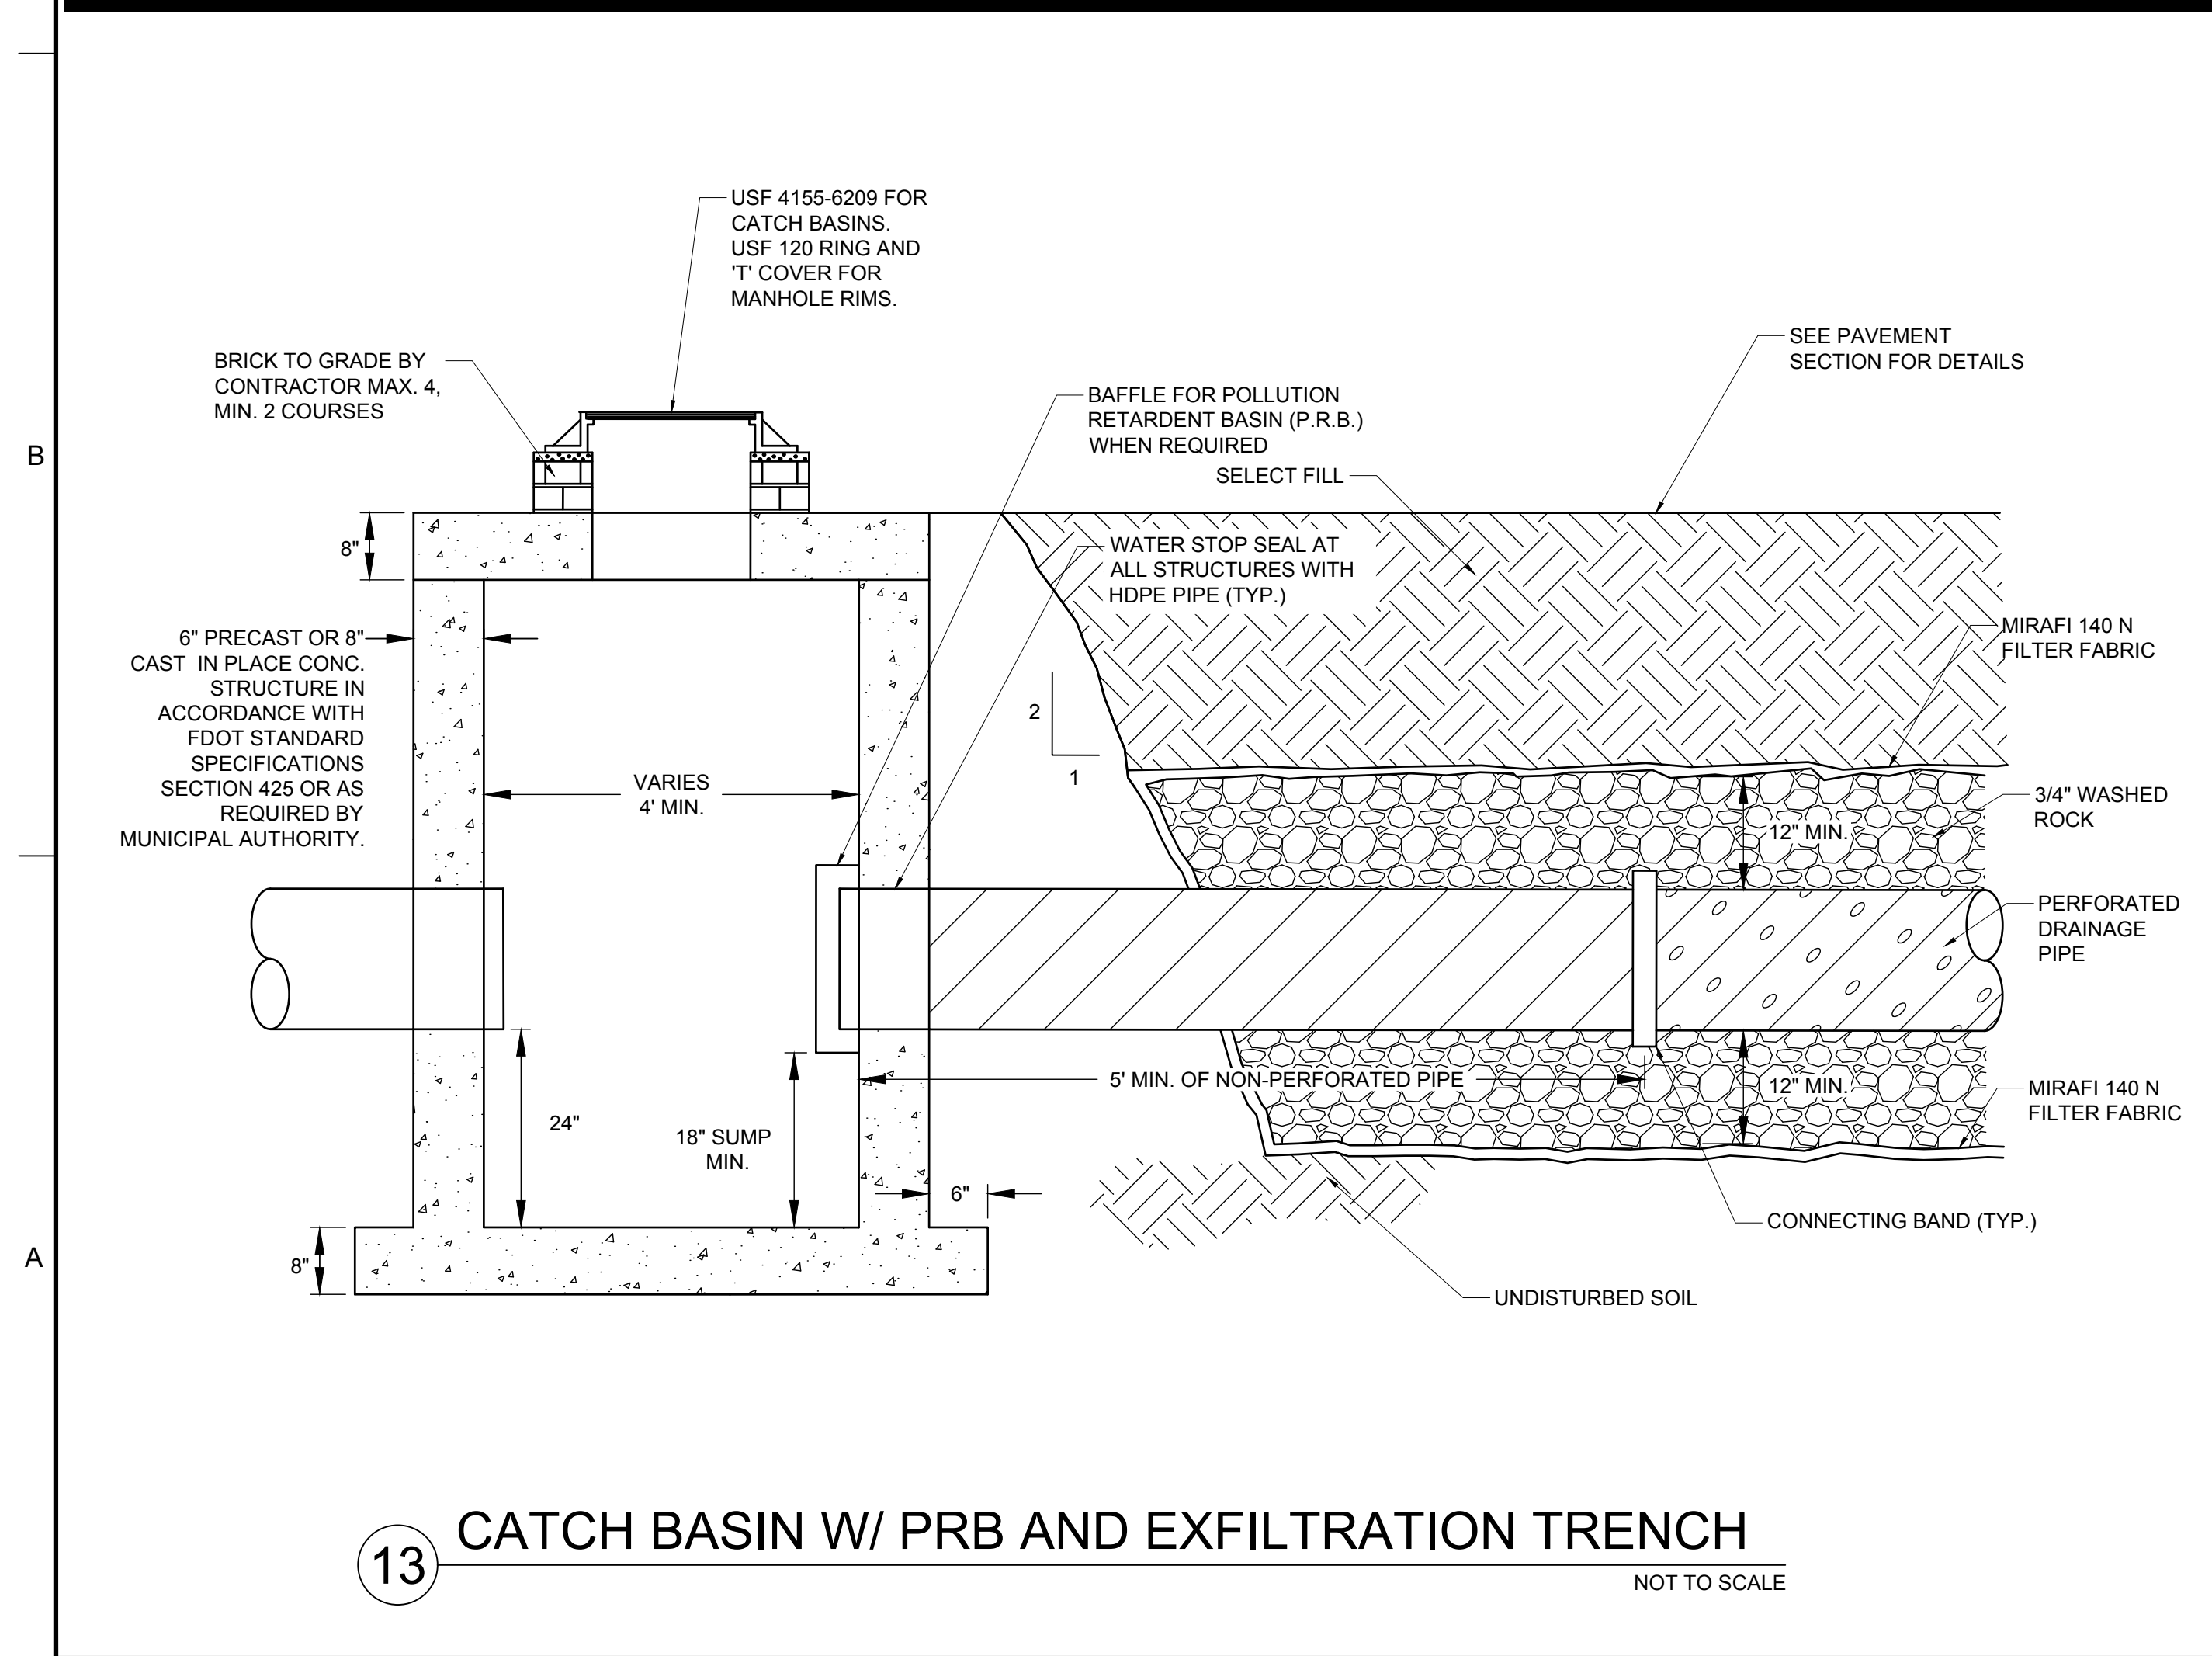 USF 4155-6209 FOR
CATCH BASINS.
USF 120 RING AND
'T' COVER FOR
MANHOLE RIMS.
SEE PAVEMENT
SECTION FOR DETAILS
BRICK TO GRADE BY
CONTRACTOR MAX. 4,
MIN. 2 COURSES
BAFFLE FOR POLLUTION
RETARDENT BASIN (P.R.B.)
WHEN REQUIRED
B
SELECT FILL
8"
WATER STOP SEAL AT
ALL STRUCTURES WITH
HDPE PIPE (TYP.)
6" PRECAST OR 8"
CAST IN PLACE CONC.
STRUCTURE IN
ACCORDANCE WITH
FDOT STANDARD
SPECIFICATIONS
SECTION 425 OR AS
REQUIRED BY
MUNICIPAL AUTHORITY.
MIRAFI 140 N
FILTER FABRIC
2
1
VARIES
4' MIN.
3/4" WASHED
ROCK
12" MIN.
PERFORATED
DRAINAGE
PIPE
5' MIN. OF NON-PERFORATED PIPE
12" MIN.
MIRAFI 140 N
FILTER FABRIC
24"
18" SUMP
MIN.
6"
CONNECTING BAND (TYP.)
A
8"
UNDISTURBED SOIL
13
CATCH BASIN W/ PRB AND EXFILTRATION TRENCH
NOT TO SCALE